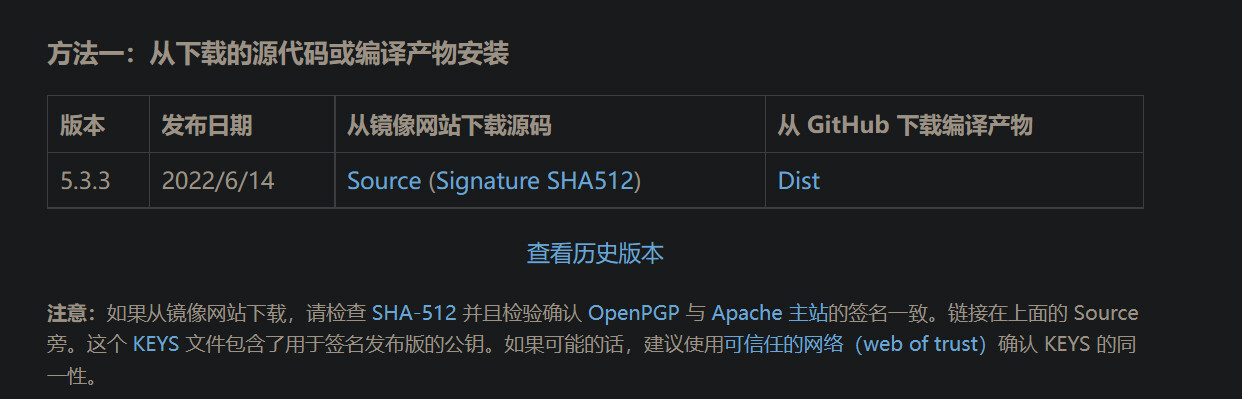 方法一：从下载的源代码或编译产物安装
版本 发布日期 从镜像网站下载源码 从 GitHub 下载编译产物
5.3.3 2022/6/14 Source (Signature SHA512) Dist
查看历史版本
注意：如果从镜像网站下载，请检查 SHA-512 并且检验确认 OpenPGP 与 Apache 主站的签名一致。链接在上面的 Source
旁。这个 KEYS 文件包含了用于签名发布版的公钥。如果可能的话，建议使用可信任的网络（web of trust）确认 KEYS 的同
一性。